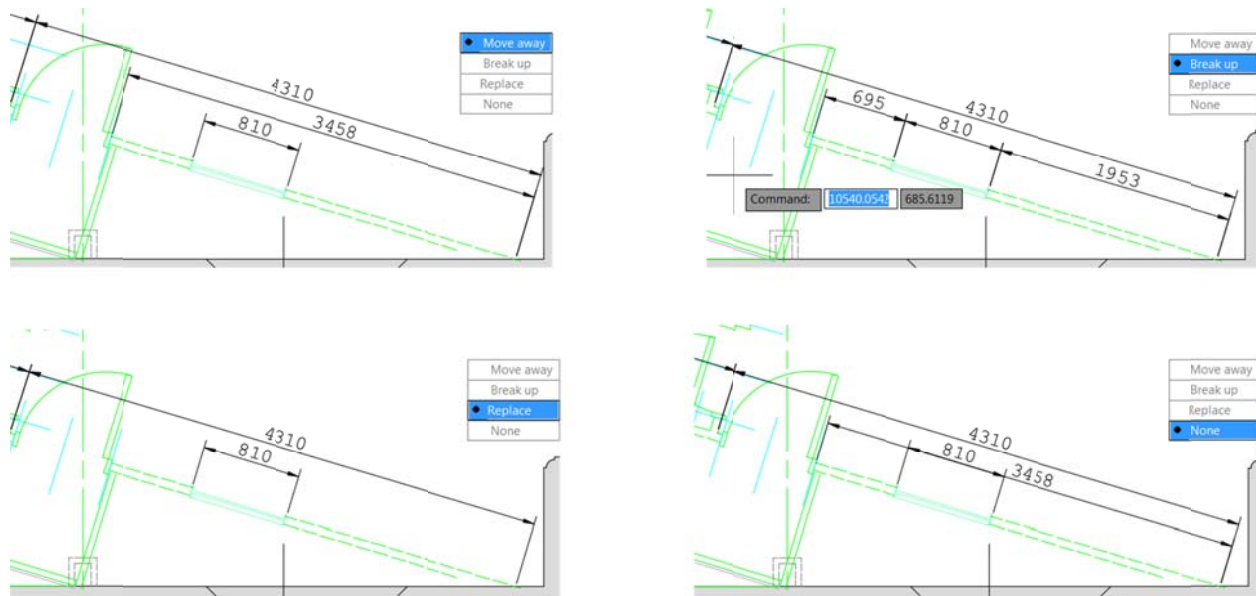 Move away
Break up
Replace
None
4310
3458
810
Move away
Break up
Replace
None
695
4310
810
1953
Command: 10540.0543 685.6119
Move away
Break up
Replace
None
4310
810
Move away
Break up
Replace
None
4310
810
3458